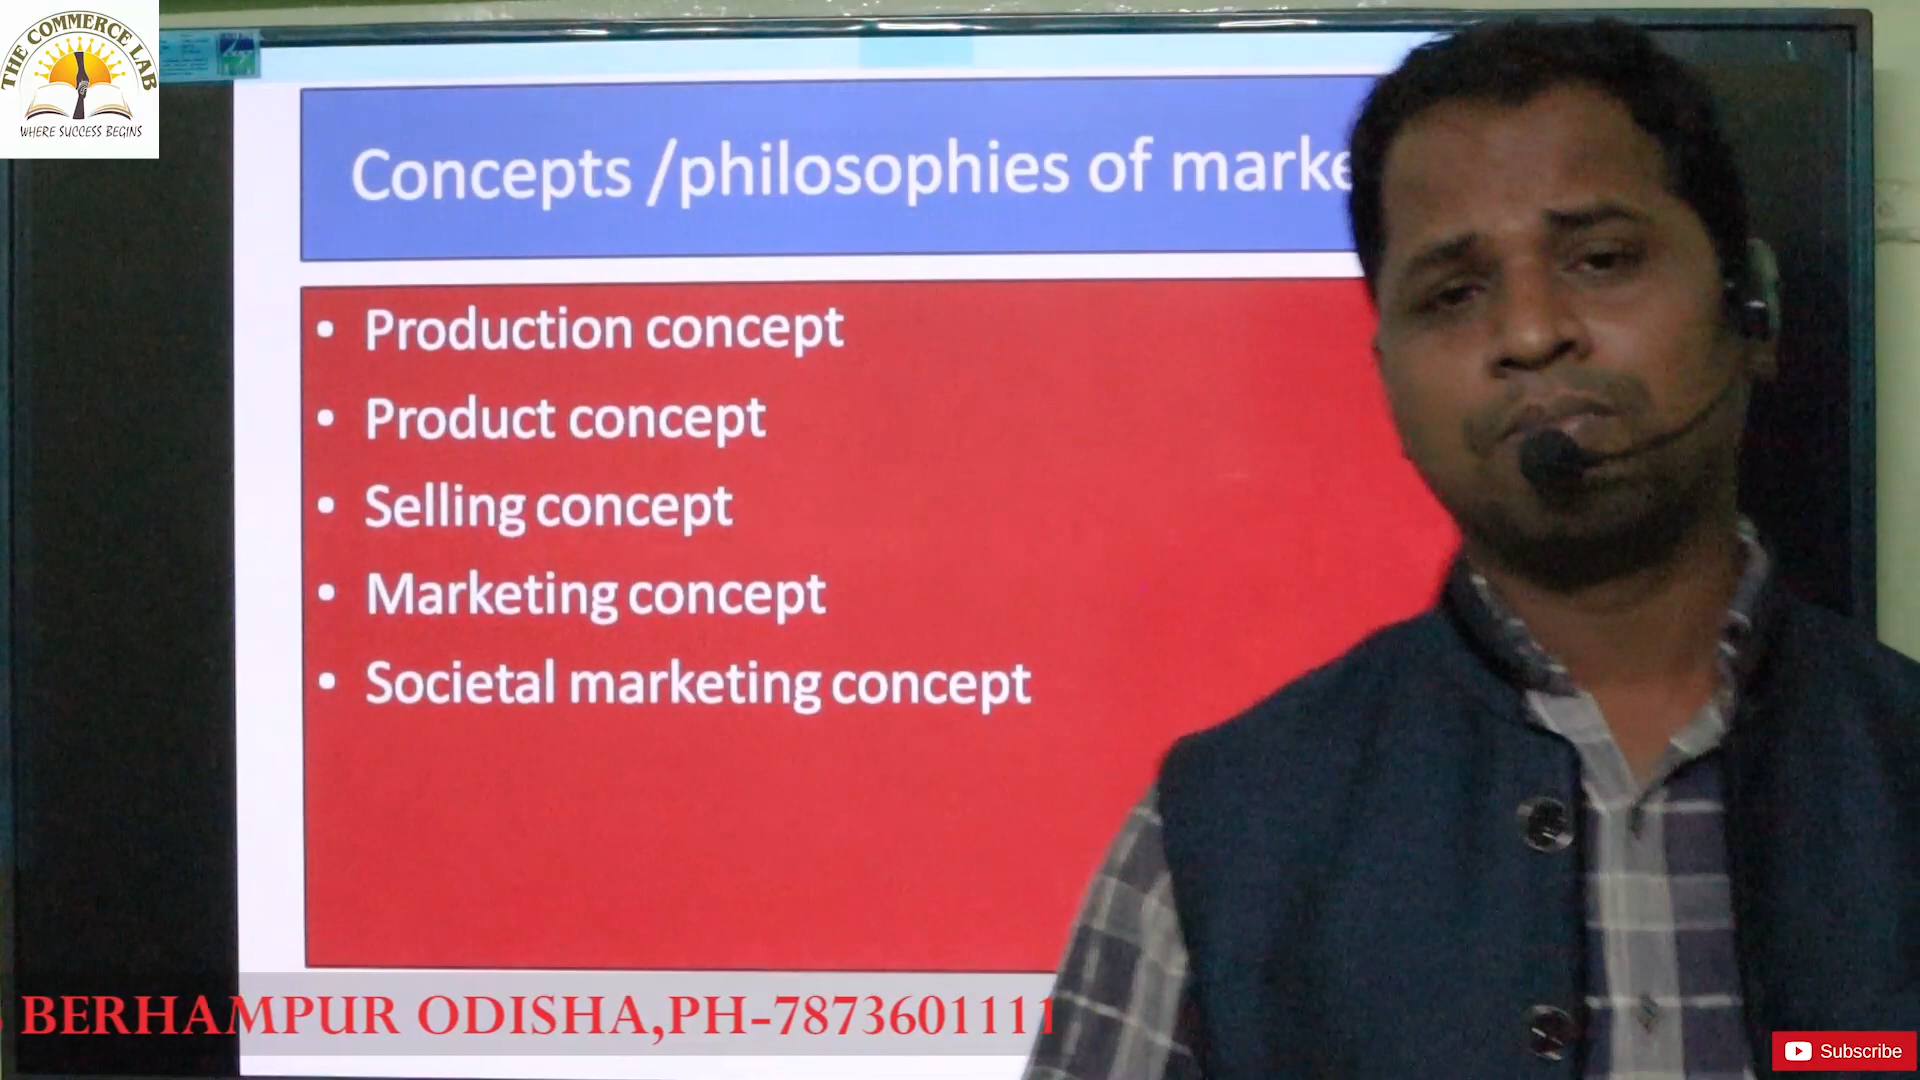 THE COMMERCE LAB
WHERE SUCCESS BEGINS
Concepts /philosophies of marke
• Production concept
• Product concept
• Selling concept
• Marketing concept
• Societal marketing concept
BERHAMPUR ODISHA,PH-7873601111
Subscribe